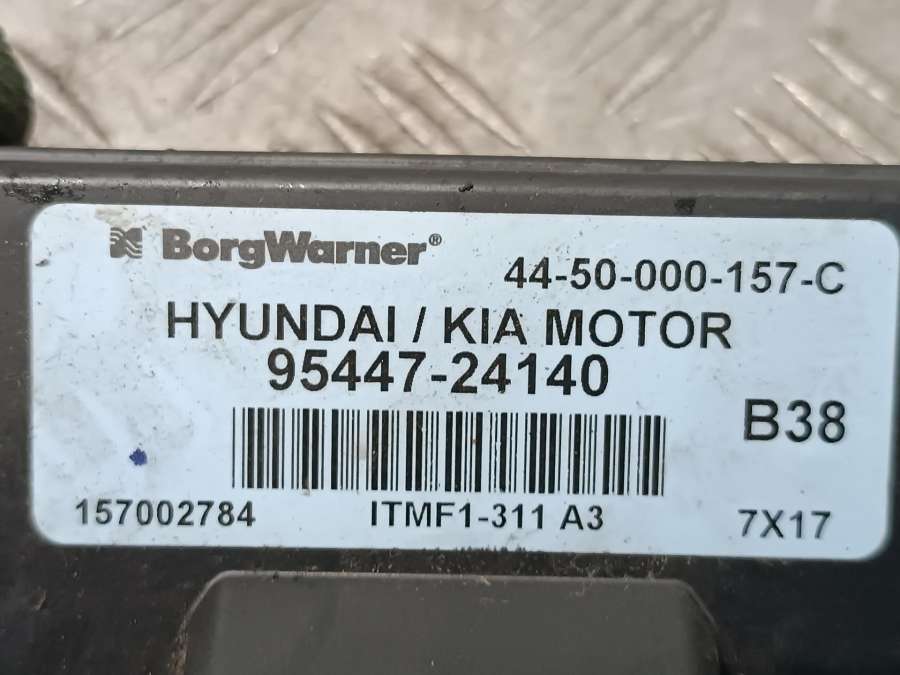 BorgWarner®
44-50-000-157-C
HYUNDAI / KIA MOTOR
95447-24140
B38
157002784
ITMF1-311 A3
7X17